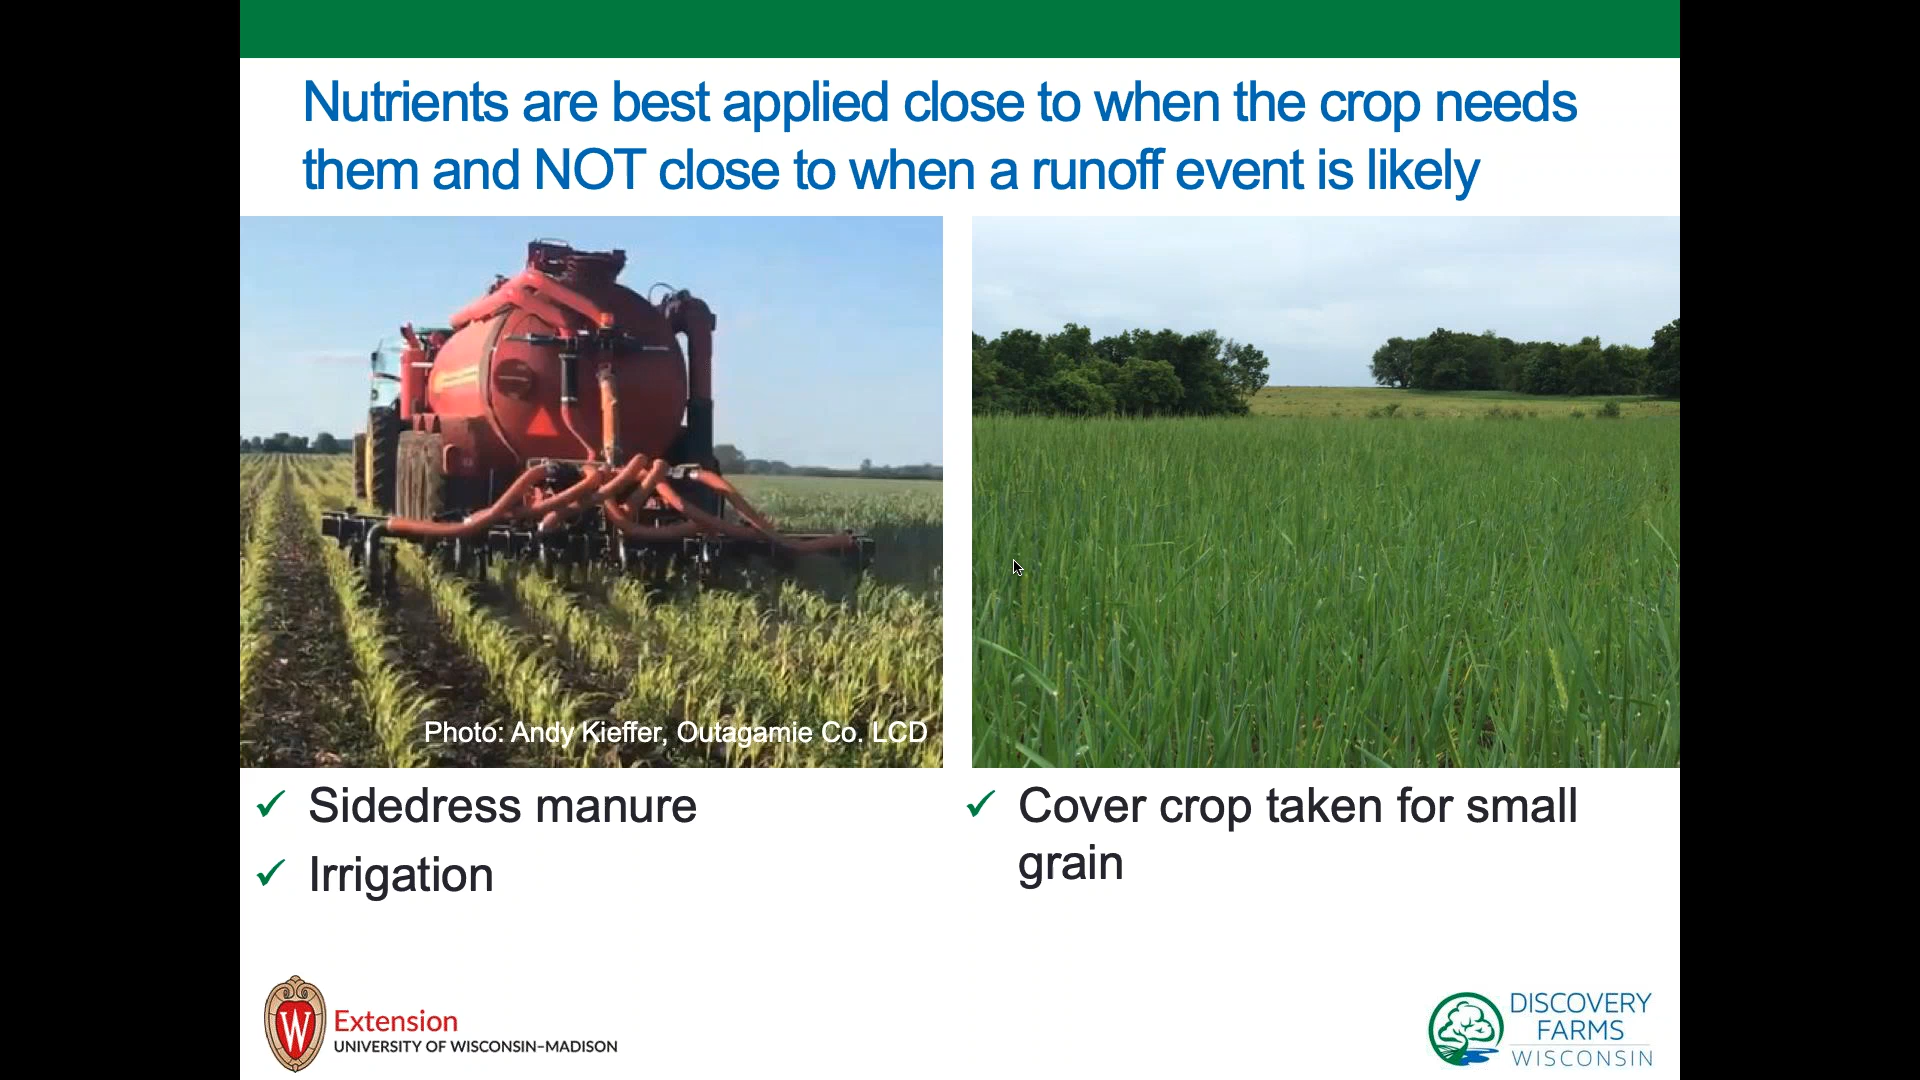 Nutrients are best applied close to when the crop needs
them and NOT close to when a runoff event is likely
Photo: Andy Kieffer, Outagamie Co. LCD
✓ Sidedress manure
✓ Irrigation
✓ Cover crop taken for small
grain
W
Extension
UNIVERSITY OF WISCONSIN–MADISON
DISCOVERY
FARMS
WISCONSIN